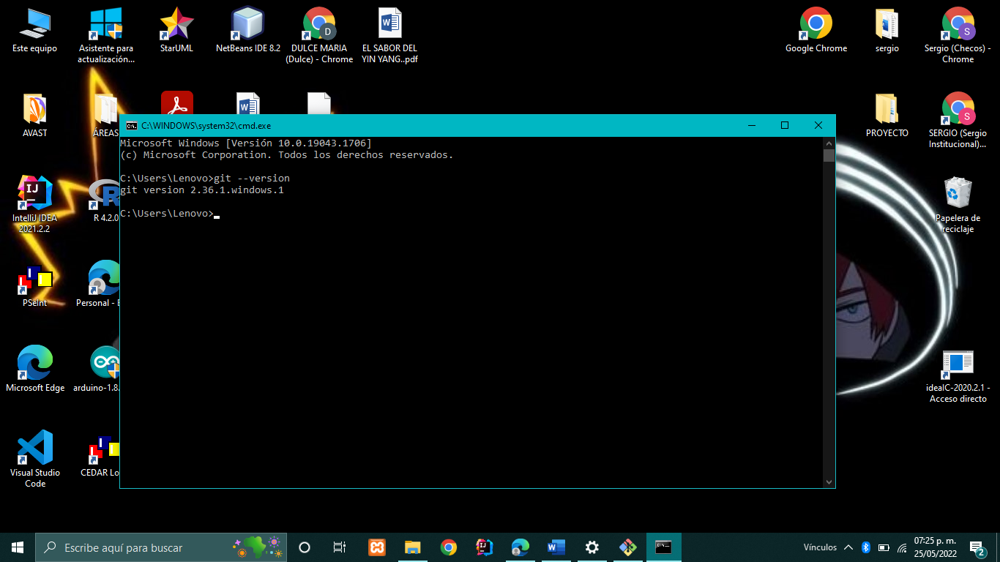 Este equipo
Asistente para
actualización...
StarUML
NetBeans IDE 8.2
DULCE MARIA
(Dulce) - Chrome
EL SABOR DEL
YIN YANG..pdf
Google Chrome
sergio
Sergio (Checos) -
Chrome
AVAST
ÁREAS
PROYECTO
SERGIO (Sergio
Institucional)...
C:\WINDOWS\system32\cmd.exe
Microsoft Windows [Versión 10.0.19043.1706]
(c) Microsoft Corporation. Todos los derechos reservados.
C:\Users\Lenovo>git --version
git version 2.36.1.windows.1
C:\Users\Lenovo>
IntelliJ IDEA
2021.2.2
R 4.2.0
Papelera de
reciclaje
PSeInt
Personal -
Microsoft Edge
arduino-1.8.
ideaIC-2020.2.1 -
Acceso directo
Visual Studio
Code
CEDAR Lo
Escribe aquí para buscar
Vínculos
07:25 p. m.
25/05/2022
2